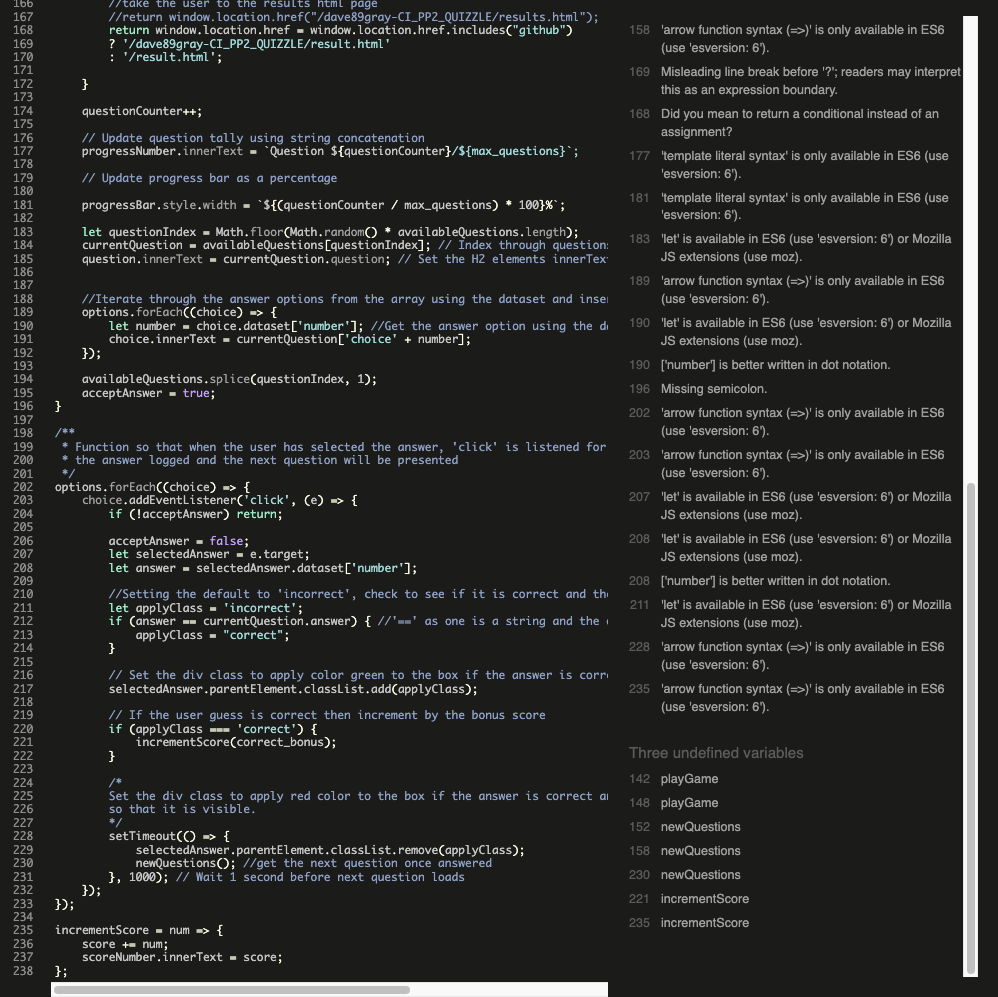 166 //take the user to the results html page
167 //return window.location.href("/dave89gray-CI_PP2_QUIZZLE/results.html");
168 return window.location.href = window.location.href.includes("github")
169 ? '/dave89gray-CI_PP2_QUIZZLE/result.html'
170 : '/result.html';
171
172 }
173
174 questionCounter++;
175
176 // Update question tally using string concatenation
177 progressNumber.innerText = `Question ${questionCounter}/${max_questions}`;
178
179 // Update progress bar as a percentage
180
181 progressBar.style.width = `${(questionCounter / max_questions) * 100}%`;
182
183 let questionIndex = Math.floor(Math.random() * availableQuestions.length);
184 currentQuestion = availableQuestions[questionIndex]; // Index through questions
185 question.innerText = currentQuestion.question; // Set the H2 elements innerTex
186
187
188 //Iterate through the answer options from the array using the dataset and inser
189 options.forEach((choice) => {
190 let number = choice.dataset['number']; //Get the answer option using the da
191 choice.innerText = currentQuestion['choice' + number];
192 });
193
194 availableQuestions.splice(questionIndex, 1);
195 acceptAnswer = true;
196 }
197
198 /**
199 * Function so that when the user has selected the answer, 'click' is listened for
200 * the answer logged and the next question will be presented
201 */
202 options.forEach((choice) => {
203 choice.addEventListener('click', (e) => {
204 if (!acceptAnswer) return;
205
206 acceptAnswer = false;
207 let selectedAnswer = e.target;
208 let answer = selectedAnswer.dataset['number'];
209
210 //Setting the default to 'incorrect', check to see if it is correct and the
211 let applyClass = 'incorrect';
212 if (answer == currentQuestion.answer) { //'==' as one is a string and the
213 applyClass = "correct";
214 }
215
216 // Set the div class to apply color green to the box if the answer is corr
217 selectedAnswer.parentElement.classList.add(applyClass);
218
219 // If the user guess is correct then increment by the bonus score
220 if (applyClass === 'correct') {
221 incrementScore(correct_bonus);
222 }
223
224 /*
225 Set the div class to apply red color to the box if the answer is correct an
226 so that it is visible.
227 */
228 setTimeout(() => {
229 selectedAnswer.parentElement.classList.remove(applyClass);
230 newQuestions(); //get the next question once answered
231 }, 1000); // Wait 1 second before next question loads
232 });
233 });
234
235 incrementScore = num => {
236 score += num;
237 scoreNumber.innerText = score;
238 };
158 'arrow function syntax (=>)' is only available in ES6
(use 'esversion: 6').
169 Misleading line break before '?'; readers may interpret
this as an expression boundary.
168 Did you mean to return a conditional instead of an
assignment?
177 'template literal syntax' is only available in ES6 (use
'esversion: 6').
181 'template literal syntax' is only available in ES6 (use
'esversion: 6').
183 'let' is available in ES6 (use 'esversion: 6') or Mozilla
JS extensions (use moz).
189 'arrow function syntax (=>)' is only available in ES6
(use 'esversion: 6').
190 'let' is available in ES6 (use 'esversion: 6') or Mozilla
JS extensions (use moz).
190 ['number'] is better written in dot notation.
196 Missing semicolon.
202 'arrow function syntax (=>)' is only available in ES6
(use 'esversion: 6').
203 'arrow function syntax (=>)' is only available in ES6
(use 'esversion: 6').
207 'let' is available in ES6 (use 'esversion: 6') or Mozilla
JS extensions (use moz).
208 'let' is available in ES6 (use 'esversion: 6') or Mozilla
JS extensions (use moz).
208 ['number'] is better written in dot notation.
211 'let' is available in ES6 (use 'esversion: 6') or Mozilla
JS extensions (use moz).
228 'arrow function syntax (=>)' is only available in ES6
(use 'esversion: 6').
235 'arrow function syntax (=>)' is only available in ES6
(use 'esversion: 6').
Three undefined variables
142 playGame
148 playGame
152 newQuestions
158 newQuestions
230 newQuestions
221 incrementScore
235 incrementScore